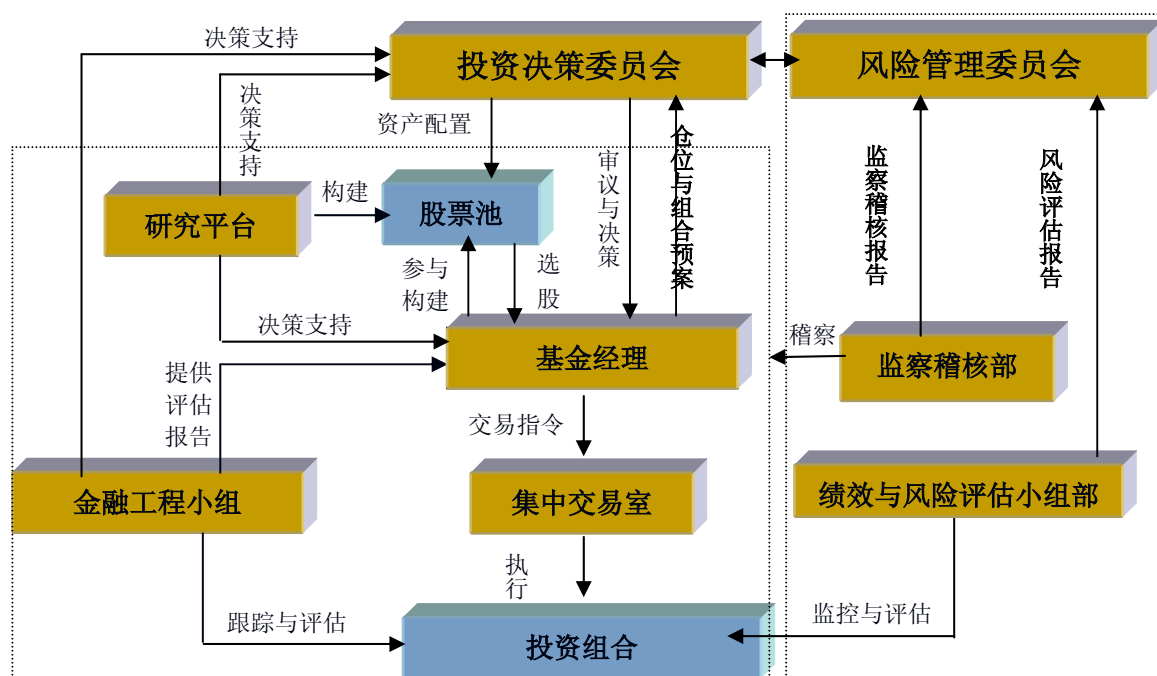 决策支持
投资决策委员会
风险管理委员会
决策支持
资产配置
审议与决策
仓位与组合预案
监察稽核报告
风险评估报告
研究平台
构建
股票池
参与
构建
选股
决策支持
基金经理
稽察
监察稽核部
提供
评估
报告
交易指令
金融工程小组
集中交易室
绩效与风险评估小组部
执行
跟踪与评估
投资组合
监控与评估